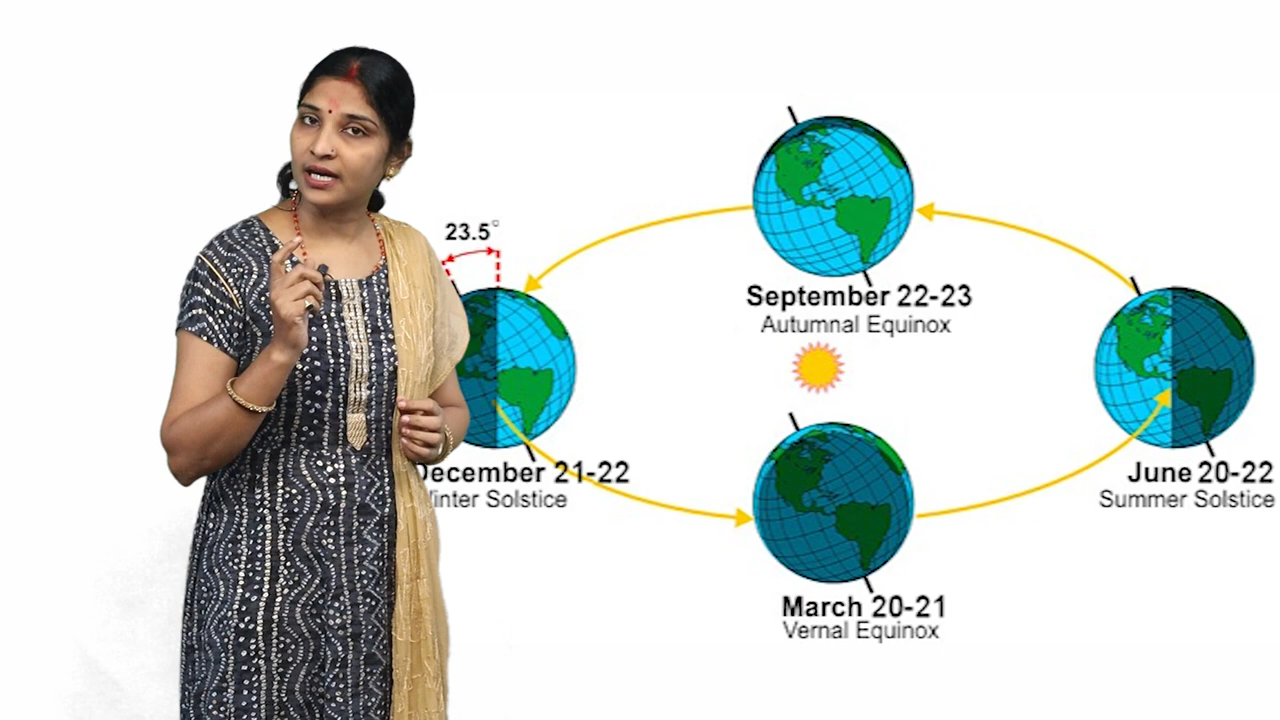 23.5°
September 22-23
Autumnal Equinox
December 21-22
Winter Solstice
June 20-22
Summer Solstice
March 20-21
Vernal Equinox